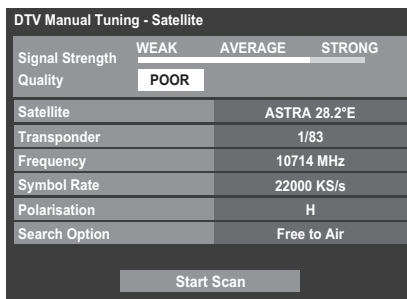 DTV Manual Tuning - Satellite
Signal Strength WEAK AVERAGE STRONG
Quality POOR
Satellite ASTRA 28.2°E
Transponder 1/83
Frequency 10714 MHz
Symbol Rate 22000 KS/s
Polarisation H
Search Option Free to Air
Start Scan